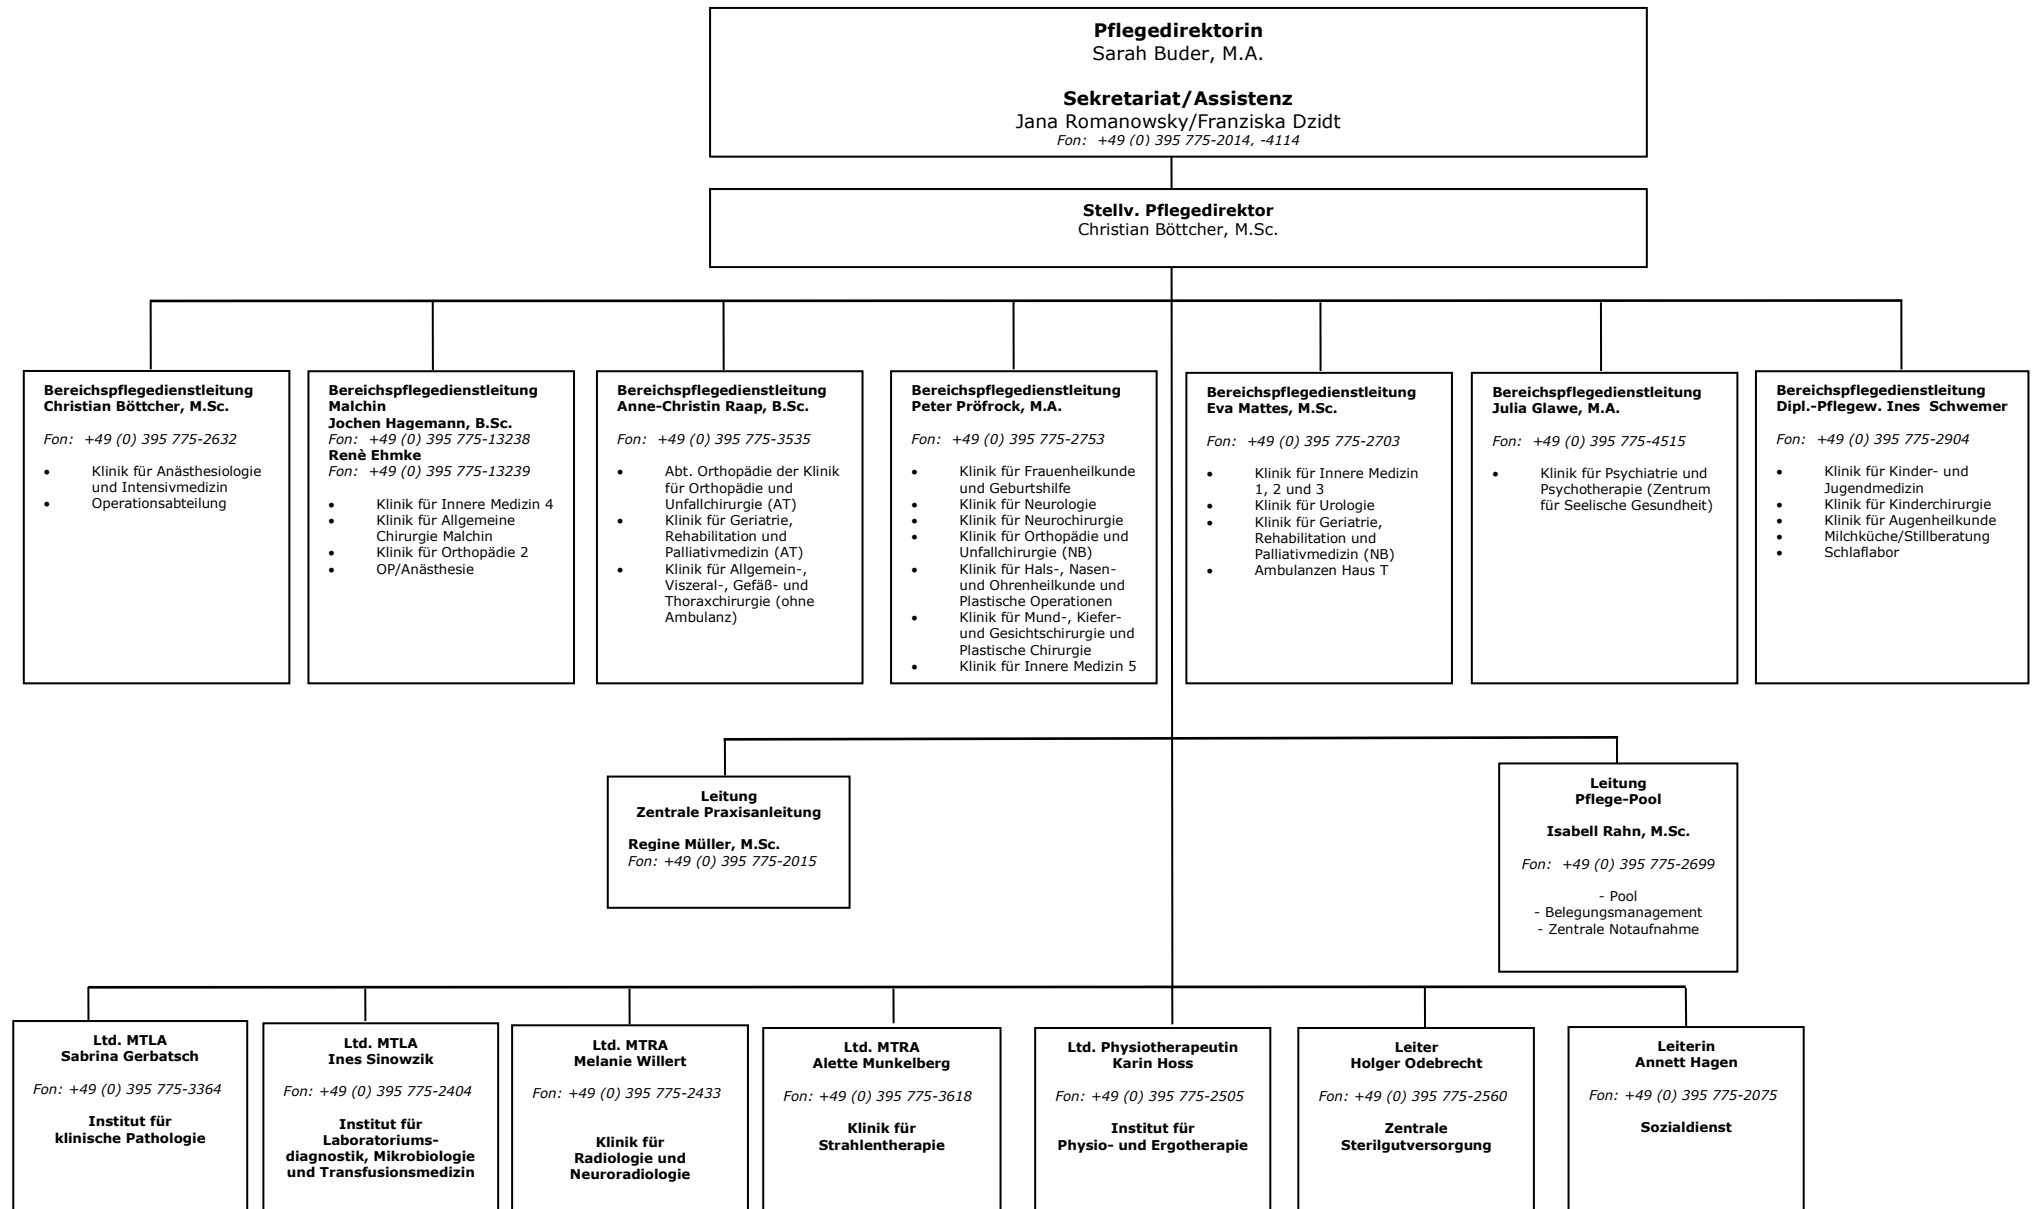 Pflegedirektorin
Sarah Buder, M.A.
Sekretariat/Assistenz
Jana Romanowsky/Franziska Dzidt
Fon: +49 (0) 395 775-2014, -4114
Stellv. Pflegedirektor
Christian Böttcher, M.Sc.
Bereichspflegedienstleitung
Christian Böttcher, M.Sc.
Fon: +49 (0) 395 775-2632
• Klinik für Anästhesiologie
und Intensivmedizin
• Operationsabteilung
Bereichspflegedienstleitung
Malchin
Jochen Hagemann, B.Sc.
Fon: +49 (0) 395 775-13238
Renè Ehmke
Fon: +49 (0) 395 775-13239
• Klinik für Innere Medizin 4
• Klinik für Allgemeine
Chirurgie Malchin
• Klinik für Orthopädie 2
• OP/Anästhesie
Bereichspflegedienstleitung
Anne-Christin Raap, B.Sc.
Fon: +49 (0) 395 775-3535
• Abt. Orthopädie der Klinik
für Orthopädie und
Unfallchirurgie (AT)
• Klinik für Geriatrie,
Rehabilitation und
Palliativmedizin (AT)
• Klinik für Allgemein-,
Viszeral-, Gefäß- und
Thoraxchirurgie (ohne
Ambulanz)
Bereichspflegedienstleitung
Peter Pröfrock, M.A.
Fon: +49 (0) 395 775-2753
• Klinik für Frauenheilkunde
und Geburtshilfe
• Klinik für Neurologie
• Klinik für Neurochirurgie
• Klinik für Orthopädie und
Unfallchirurgie (NB)
• Klinik für Hals-, Nasen-
und Ohrenheilkunde und
Plastische Operationen
• Klinik für Mund-, Kiefer-
und Gesichtschirurgie und
Plastische Chirurgie
• Klinik für Innere Medizin 5
Bereichspflegedienstleitung
Eva Mattes, M.Sc.
Fon: +49 (0) 395 775-2703
• Klinik für Innere Medizin
1, 2 und 3
• Klinik für Urologie
• Klinik für Geriatrie,
Rehabilitation und
Palliativmedizin (NB)
• Ambulanzen Haus T
Bereichspflegedienstleitung
Julia Glawe, M.A.
Fon: +49 (0) 395 775-4515
• Klinik für Psychiatrie und
Psychotherapie (Zentrum
für Seelische Gesundheit)
Bereichspflegedienstleitung
Dipl.-Pflegew. Ines Schwemer
Fon: +49 (0) 395 775-2904
• Klinik für Kinder- und
Jugendmedizin
• Klinik für Kinderchirurgie
• Klinik für Augenheilkunde
• Milchküche/Stillberatung
• Schlaflabor
Leitung
Zentrale Praxisanleitung
Regine Müller, M.Sc.
Fon: +49 (0) 395 775-2015
Leitung
Pflege-Pool
Isabell Rahn, M.Sc.
Fon: +49 (0) 395 775-2699
- Pool
- Belegungsmanagement
- Zentrale Notaufnahme
Ltd. MTLA
Sabrina Gerbatsch
Fon: +49 (0) 395 775-3364
Institut für
klinische Pathologie
Ltd. MTLA
Ines Sinowzik
Fon: +49 (0) 395 775-2404
Institut für
Laboratoriums-
diagnostik, Mikrobiologie
und Transfusionsmedizin
Ltd. MTRA
Melanie Willert
Fon: +49 (0) 395 775-2433
Klinik für
Radiologie und
Neuroradiologie
Ltd. MTRA
Alette Munkelberg
Fon: +49 (0) 395 775-3618
Klinik für
Strahlentherapie
Ltd. Physiotherapeutin
Karin Hoss
Fon: +49 (0) 395 775-2505
Institut für
Physio- und Ergotherapie
Leiter
Holger Odebrecht
Fon: +49 (0) 395 775-2560
Zentrale
Sterilgutversorgung
Leiterin
Annett Hagen
Fon: +49 (0) 395 775-2075
Sozialdienst